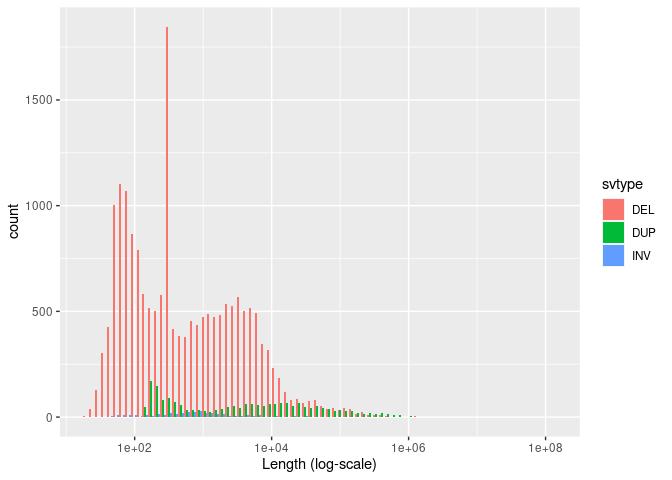 1500
1000
500
0
count
1e+02
1e+04
1e+06
1e+08
Length (log-scale)
svtype
DEL
DUP
INV